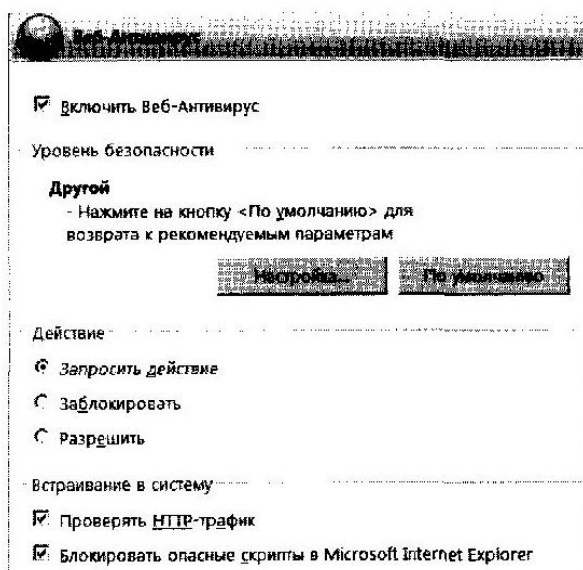 Веб-Антивирус
Включить Веб-Антивирус
Уровень безопасности
Другой
- Нажмите на кнопку <По умолчанию> для
возврата к рекомендуемым параметрам
Настройка... По умолчанию
Действие
Запросить действие
Заблокировать
Разрешить
Встраивание в систему
Проверять HTTP-трафик
Блокировать опасные скрипты в Microsoft Internet Explorer